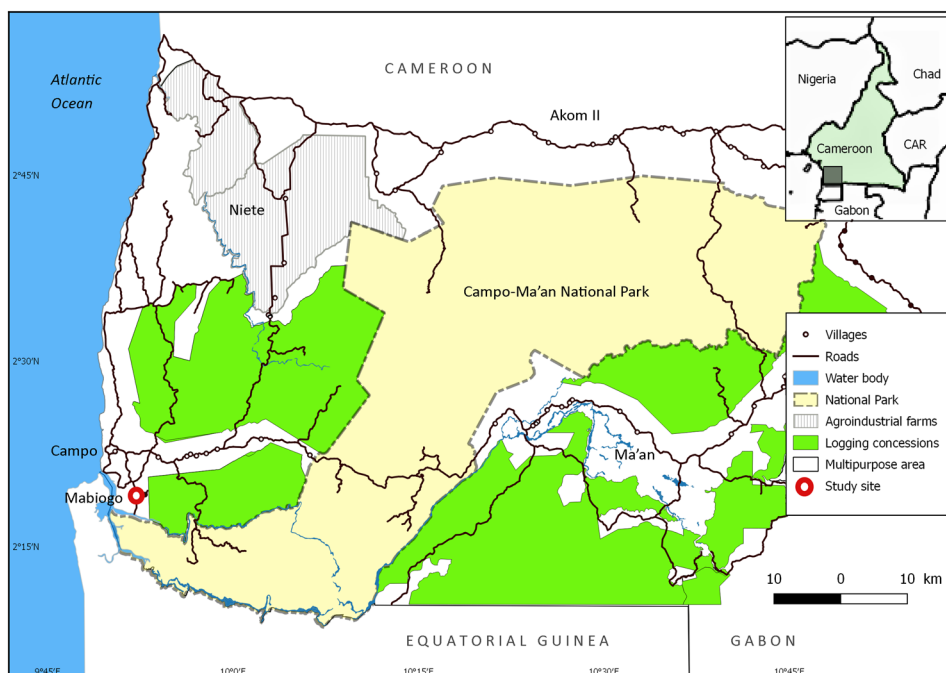 Atlantic
Ocean
CAMEROON
Akom II
Nigeria
Chad
Cameroon
CAR
Gabon
2°45'N
Niete
Campo-Ma'an National Park
Villages
Roads
Water body
National Park
Agroindustrial farms
Logging concessions
Multipurpose area
Study site
2°30'N
Campo
Ma'an
Mabiogo
2°15'N
10 0 10 km
EQUATORIAL GUINEA
GABON
9°45'E
10°0'E
10°15'E
10°30'E
10°45'E